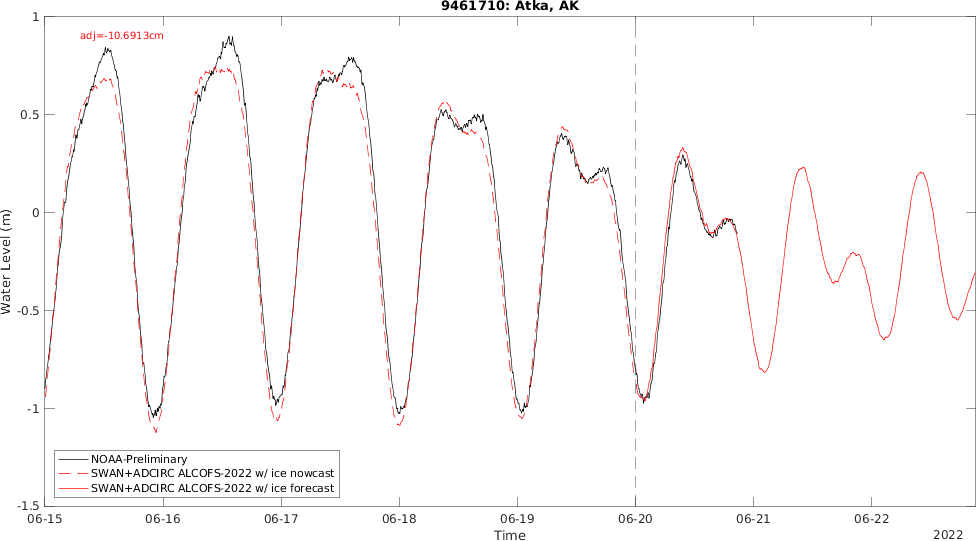 9461710: Atka, AK
adj=-10.6913cm
1
0.5
0
-0.5
-1
-1.5
Water Level (m)
NOAA-Preliminary
SWAN+ADCIRC ALCOFS-2022 w/ ice nowcast
SWAN+ADCIRC ALCOFS-2022 w/ ice forecast
06-15 06-16 06-17 06-18 06-19 06-20 06-21 06-22
Time
2022